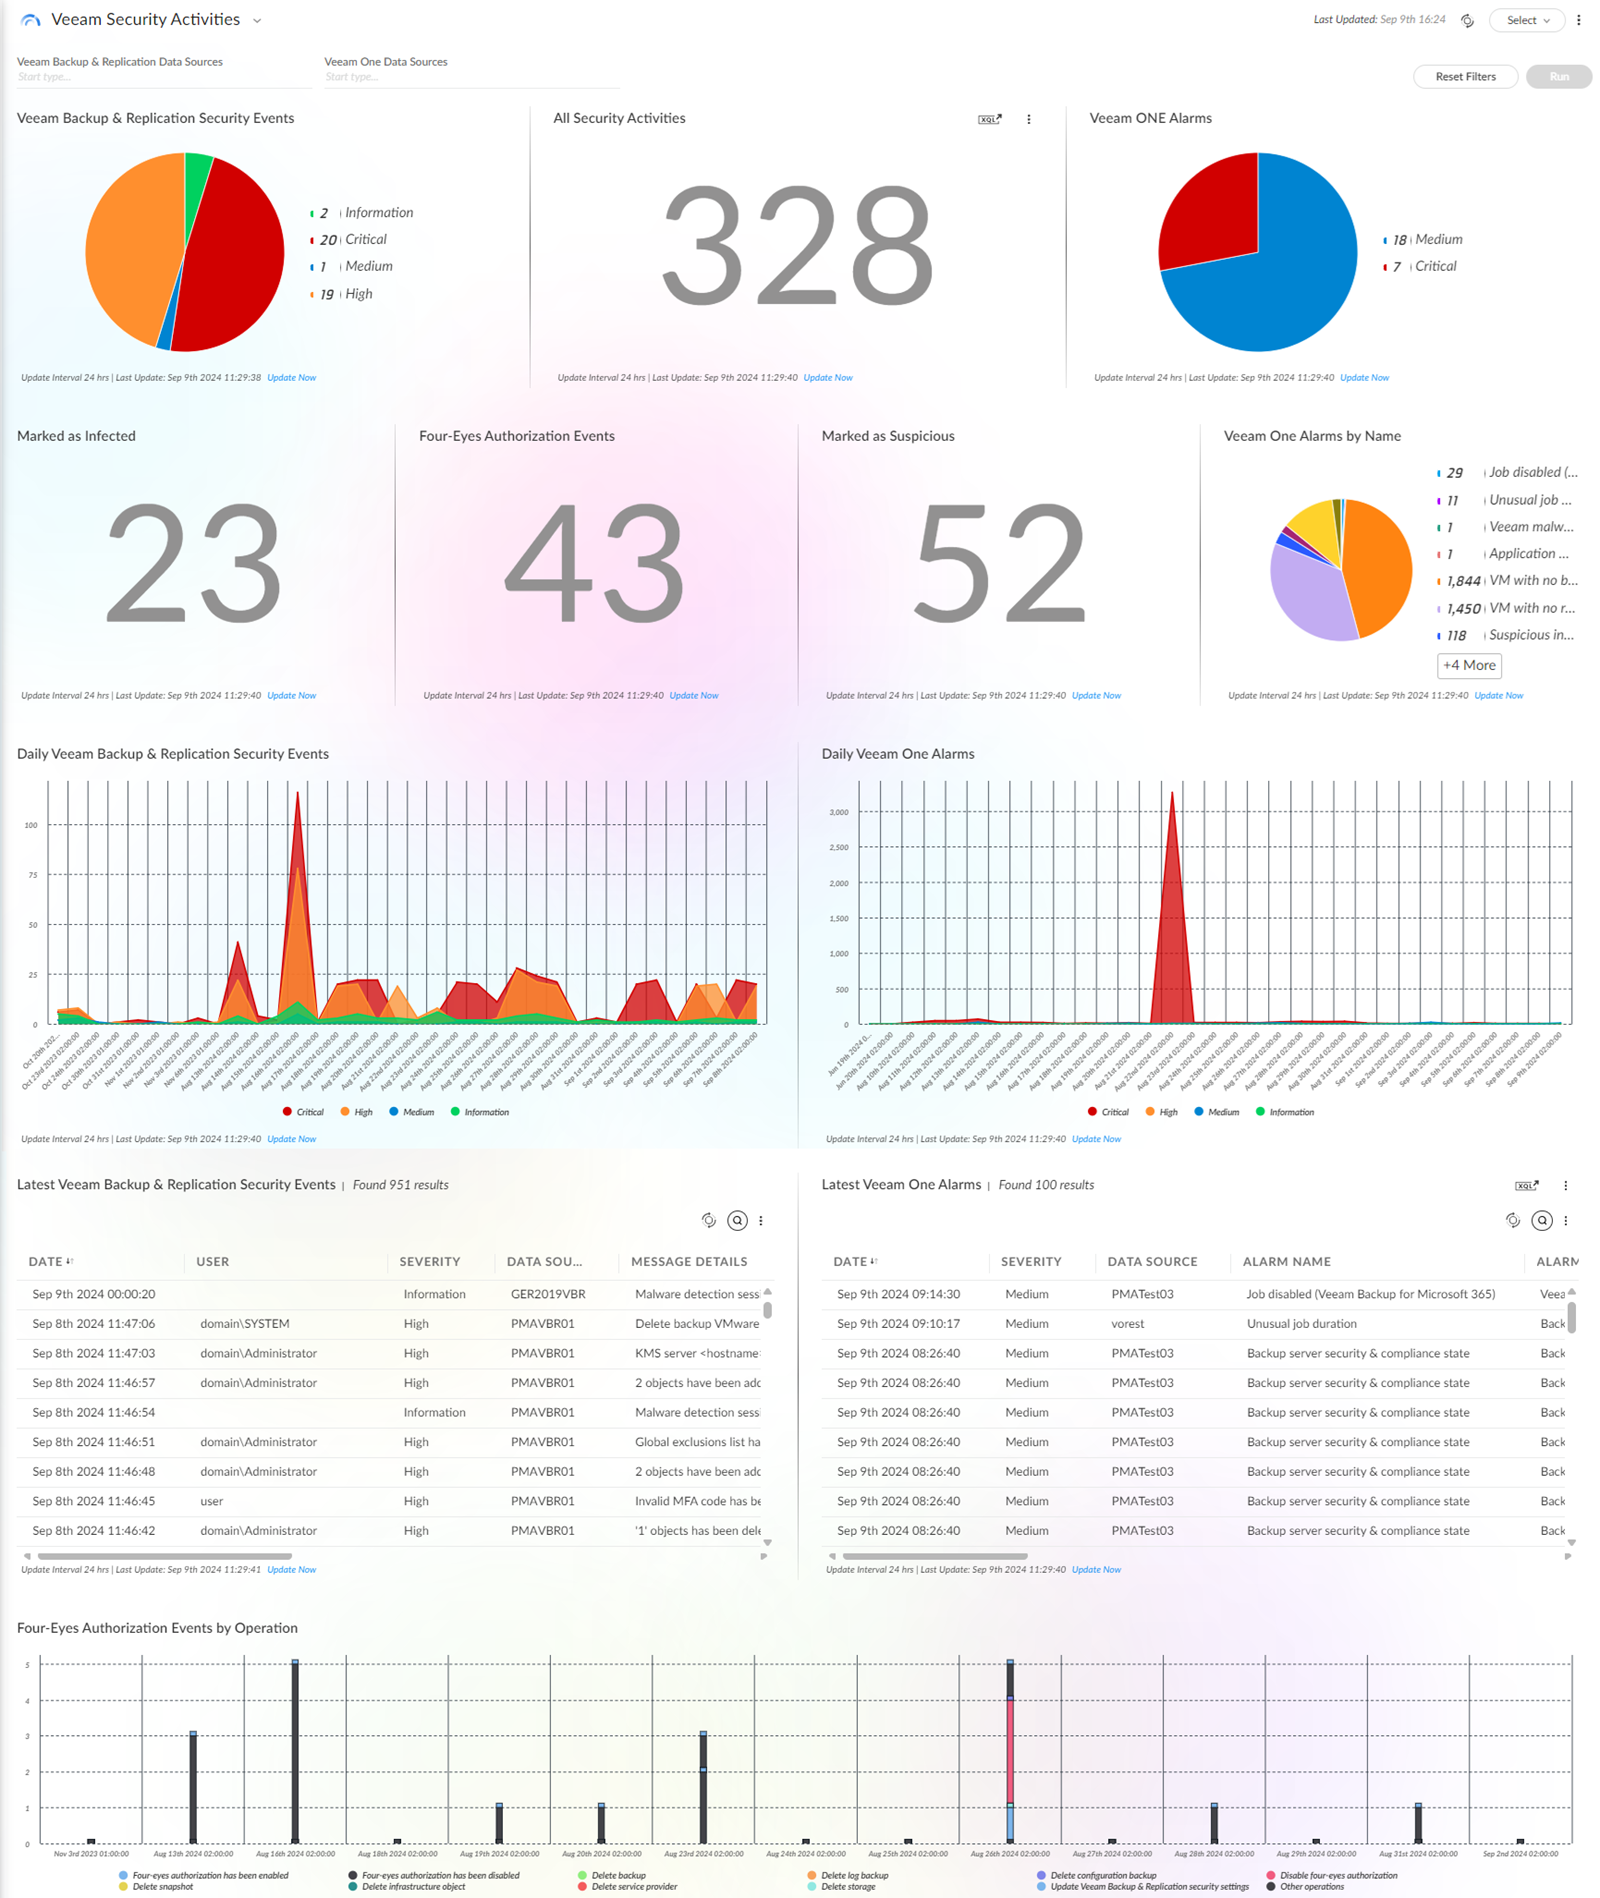 Veeam Security Activities
Last Updated: Sep 9th 16:24
Select
Veeam Backup & Replication Data Sources
Start type...
Veeam One Data Sources
Start type...
Reset Filters
Run
Veeam Backup & Replication Security Events
2 | Information
20 | Critical
1 | Medium
19 | High
Update Interval 24 hrs | Last Update: Sep 9th 2024 11:29:38 Update Now
All Security Activities
XQL
328
Update Interval 24 hrs | Last Update: Sep 9th 2024 11:29:40 Update Now
Veeam ONE Alarms
18 | Medium
7 | Critical
Update Interval 24 hrs | Last Update: Sep 9th 2024 11:29:40 Update Now
Marked as Infected
23
Update Interval 24 hrs | Last Update: Sep 9th 2024 11:29:40 Update Now
Four-Eyes Authorization Events
43
Update Interval 24 hrs | Last Update: Sep 9th 2024 11:29:40 Update Now
Marked as Suspicious
52
Update Interval 24 hrs | Last Update: Sep 9th 2024 11:29:40 Update Now
Veeam One Alarms by Name
29 | Job disabled (...
11 | Unusual job ...
1 | Veeam malw...
1 | Application ...
1,844 | VM with no b...
1,450 | VM with no r...
118 | Suspicious in...
+4 More
Update Interval 24 hrs | Last Update: Sep 9th 2024 11:29:40 Update Now
Daily Veeam Backup & Replication Security Events
100
75
50
25
0
Critical High Medium Information
Update Interval 24 hrs | Last Update: Sep 9th 2024 11:29:40 Update Now
Daily Veeam One Alarms
3,000
2,500
2,000
1,500
1,000
500
0
Critical High Medium Information
Update Interval 24 hrs | Last Update: Sep 9th 2024 11:29:40 Update Now
Latest Veeam Backup & Replication Security Events | Found 951 results
DATE USER SEVERITY DATA SOU... MESSAGE DETAILS
Sep 9th 2024 00:00:20 Information GER2019VBR Malware detection sess
Sep 8th 2024 11:47:06 domain\SYSTEM High PMAVBR01 Delete backup VMware
Sep 8th 2024 11:47:03 domain\Administrator High PMAVBR01 KMS server <hostname
Sep 8th 2024 11:46:57 domain\Administrator High PMAVBR01 2 objects have been adc
Sep 8th 2024 11:46:54 Information PMAVBR01 Malware detection sess
Sep 8th 2024 11:46:51 domain\Administrator High PMAVBR01 Global exclusions list ha
Sep 8th 2024 11:46:48 domain\Administrator High PMAVBR01 2 objects have been adc
Sep 8th 2024 11:46:45 user High PMAVBR01 Invalid MFA code has be
Sep 8th 2024 11:46:42 domain\Administrator High PMAVBR01 '1' objects has been dele
Update Interval 24 hrs | Last Update: Sep 9th 2024 11:29:41 Update Now
Latest Veeam One Alarms | Found 100 results
XQL
DATE SEVERITY DATA SOURCE ALARM NAME ALARM
Sep 9th 2024 09:14:30 Medium PMATest03 Job disabled (Veeam Backup for Microsoft 365) Veea
Sep 9th 2024 09:10:17 Medium vorest Unusual job duration Back
Sep 9th 2024 08:26:40 Medium PMATest03 Backup server security & compliance state Back
Sep 9th 2024 08:26:40 Medium PMATest03 Backup server security & compliance state Back
Sep 9th 2024 08:26:40 Medium PMATest03 Backup server security & compliance state Back
Sep 9th 2024 08:26:40 Medium PMATest03 Backup server security & compliance state Back
Sep 9th 2024 08:26:40 Medium PMATest03 Backup server security & compliance state Back
Sep 9th 2024 08:26:40 Medium PMATest03 Backup server security & compliance state Back
Sep 9th 2024 08:26:40 Medium PMATest03 Backup server security & compliance state Back
Update Interval 24 hrs | Last Update: Sep 9th 2024 11:29:40 Update Now
Four-Eyes Authorization Events by Operation
5
4
3
2
1
0
Nov 3rd 2023 01:00:00 Aug 13th 2024 02:00:00 Aug 16th 2024 02:00:00 Aug 18th 2024 02:00:00 Aug 19th 2024 02:00:00 Aug 20th 2024 02:00:00 Aug 23rd 2024 02:00:00 Aug 24th 2024 02:00:00 Aug 25th 2024 02:00:00 Aug 26th 2024 02:00:00 Aug 27th 2024 02:00:00 Aug 28th 2024 02:00:00 Aug 29th 2024 02:00:00 Aug 31st 2024 02:00:00 Sep 2nd 2024 02:00:00
Four-eyes authorization has been enabled Four-eyes authorization has been disabled Delete backup Delete log backup Delete configuration backup Disable four-eyes authorization
Delete snapshot Delete infrastructure object Delete service provider Delete storage Update Veeam Backup & Replication security settings Other operations